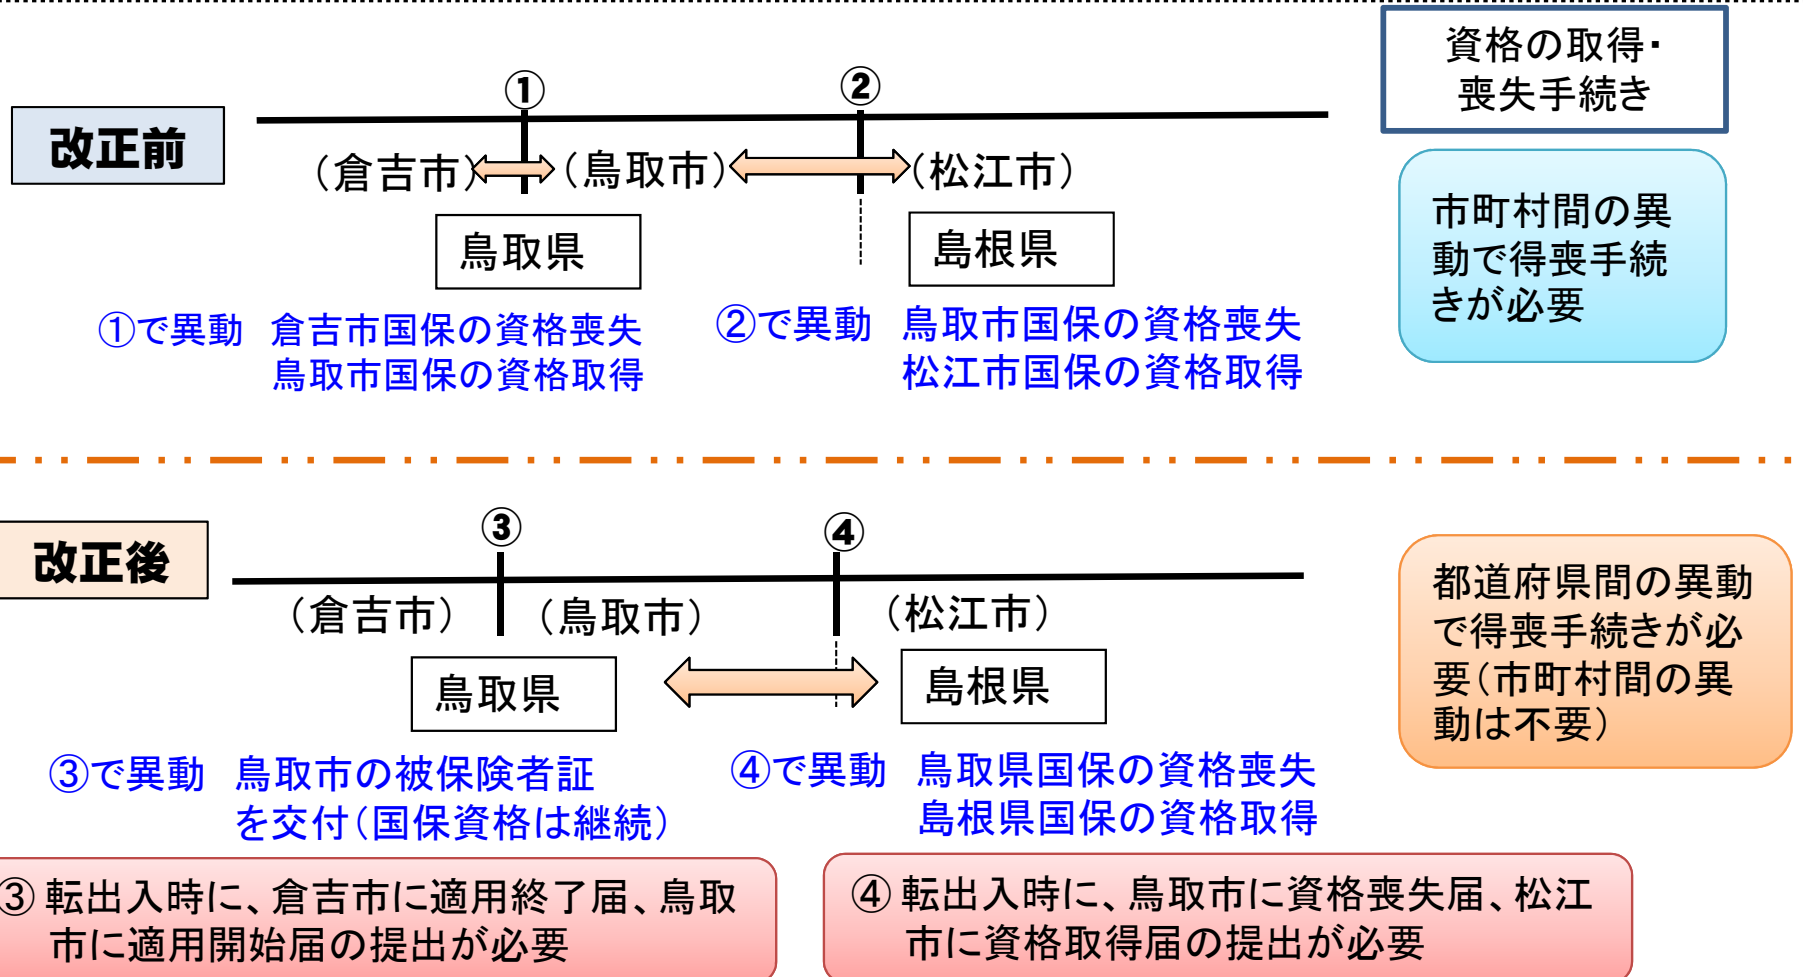 資格の取得・
喪失手続き
① ②
改正前
（倉吉市） （鳥取市） （松江市）
鳥取県 島根県
市町村間の異
動で得喪手続
きが必要
①で異動 倉吉市国保の資格喪失
鳥取市国保の資格取得
②で異動 鳥取市国保の資格喪失
松江市国保の資格取得
③ ④
改正後
（倉吉市） （鳥取市） （松江市）
鳥取県 島根県
都道府県間の異動
で得喪手続きが必
要（市町村間の異
動は不要）
③で異動 鳥取市の被保険者証
を交付（国保資格は継続）
④で異動 鳥取県国保の資格喪失
島根県国保の資格取得
③ 転出入時に、倉吉市に適用終了届、鳥取
市に適用開始届の提出が必要
④ 転出入時に、鳥取市に資格喪失届、松江
市に資格取得届の提出が必要